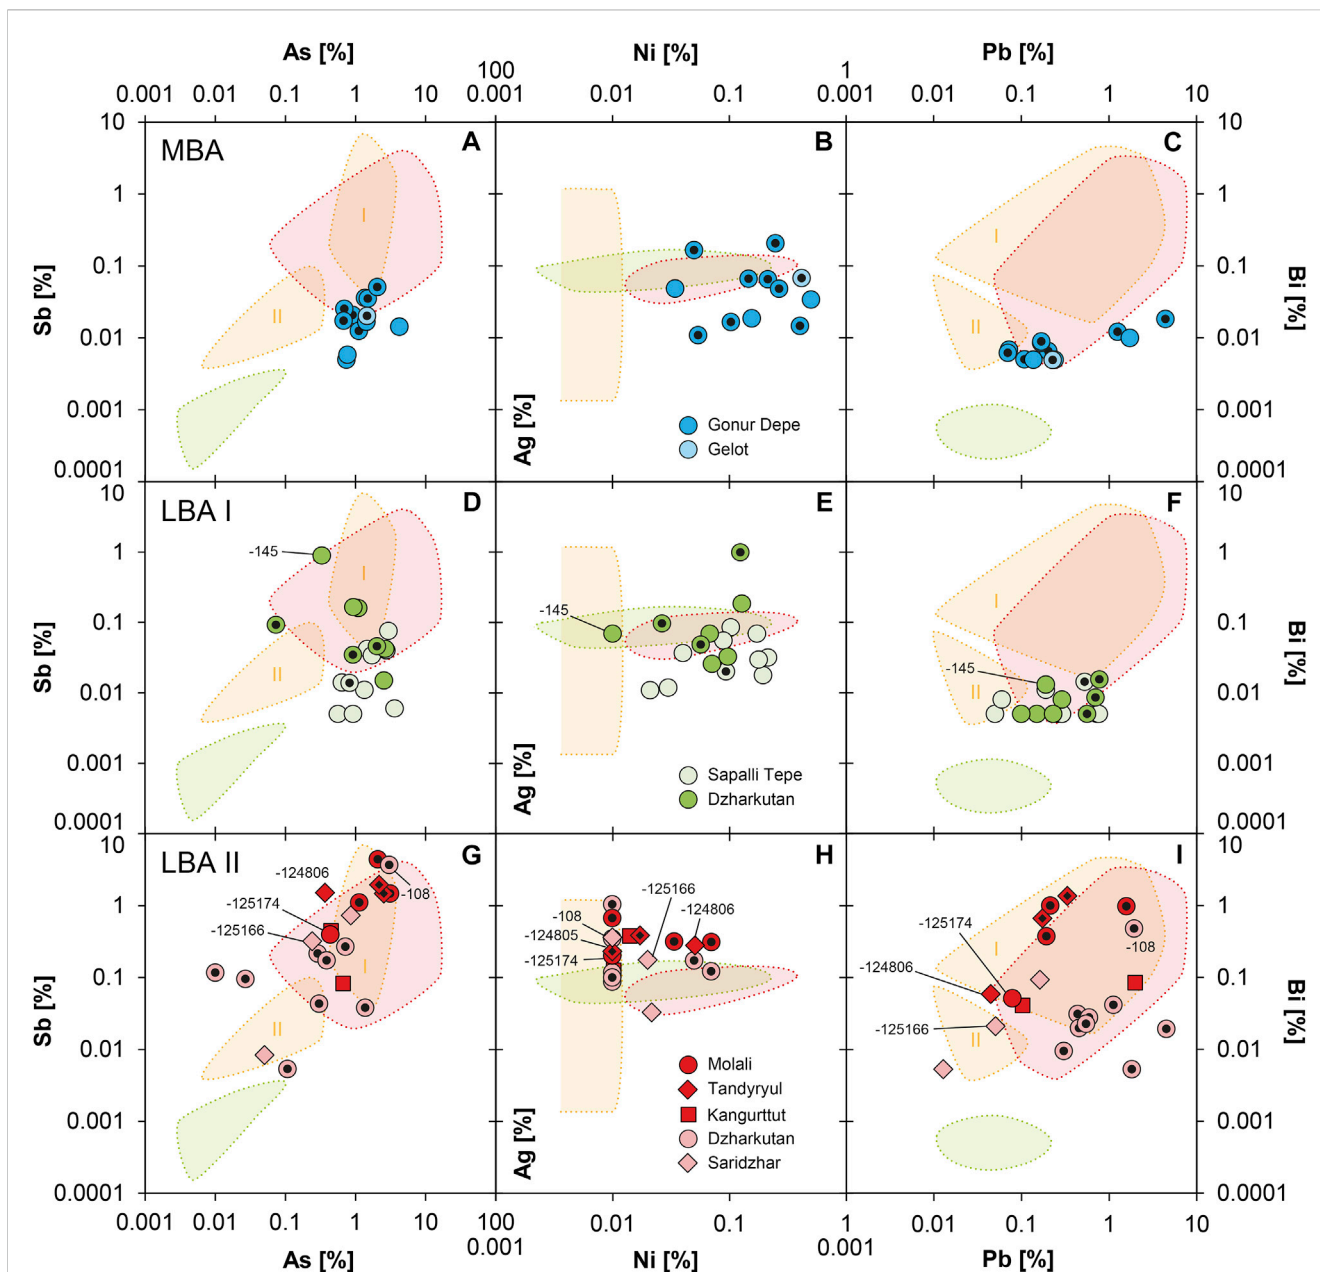 As [%] Ni [%] Pb [%]
100 1
0.001 0.01 0.1 1 10 0.001 0.01 0.1 0.001 0.01 0.1 1 10
10 MBA A B C 10
1 I I 1
0.1 0.1
Sb [%] Bi [%]
0.01 II II 0.01
0.001 Ag [%] Gonur Depe 0.001
Gelot
0.0001 0.0001
10 LBA I D E F 10
1 -145 1
I I
0.1 -145 0.1
Sb [%] Bi [%]
-145
0.01 II II 0.01
0.001 Ag [%] Sapalli Tepe 0.001
Dzharkutan
0.0001 0.0001
10 LBA II G H I 10
-124806 -108 -125166
1 -125174 -108 -124806 -125174 1
-125166 -124805 I -108
I -125174 -124806
0.1 0.1
Sb [%] Bi [%]
II -125166 II
0.01 Molali 0.01
Tandyryul
0.001 Ag [%] Kangurttut 0.001
Dzharkutan
Saridzhar
0.0001 0.0001
0.001 0.01 0.1 1 10 100 0.01 0.1 1 0.01 0.1 1 10
0.001 0.001
As [%] Ni [%] Pb [%]